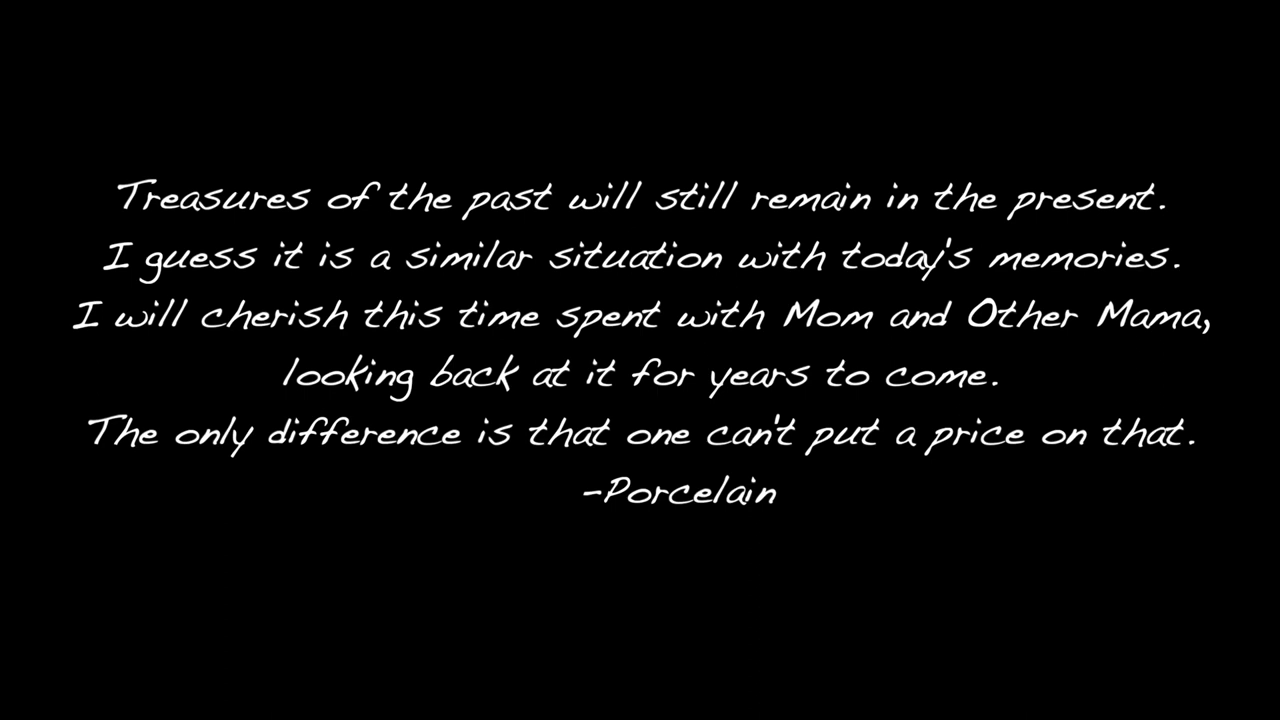 Treasures of the past will still remain in the present.
I guess it is a similar situation with today's memories.
I will cherish this time spent with Mom and Other Mama,
looking back at it for years to come.
The only difference is that one can't put a price on that.
-Porcelain